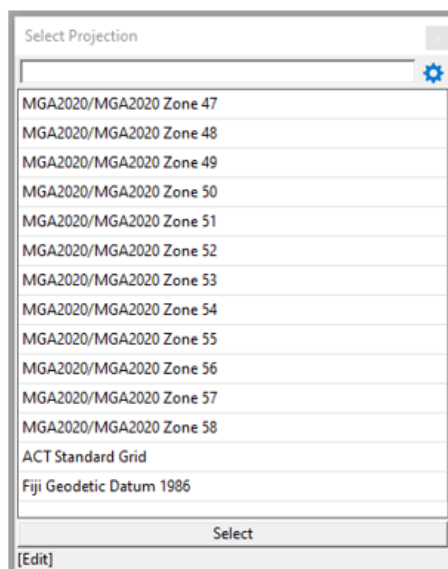 Select Projection
MGA2020/MGA2020 Zone 47
MGA2020/MGA2020 Zone 48
MGA2020/MGA2020 Zone 49
MGA2020/MGA2020 Zone 50
MGA2020/MGA2020 Zone 51
MGA2020/MGA2020 Zone 52
MGA2020/MGA2020 Zone 53
MGA2020/MGA2020 Zone 54
MGA2020/MGA2020 Zone 55
MGA2020/MGA2020 Zone 56
MGA2020/MGA2020 Zone 57
MGA2020/MGA2020 Zone 58
ACT Standard Grid
Fiji Geodetic Datum 1986
Select
[Edit]